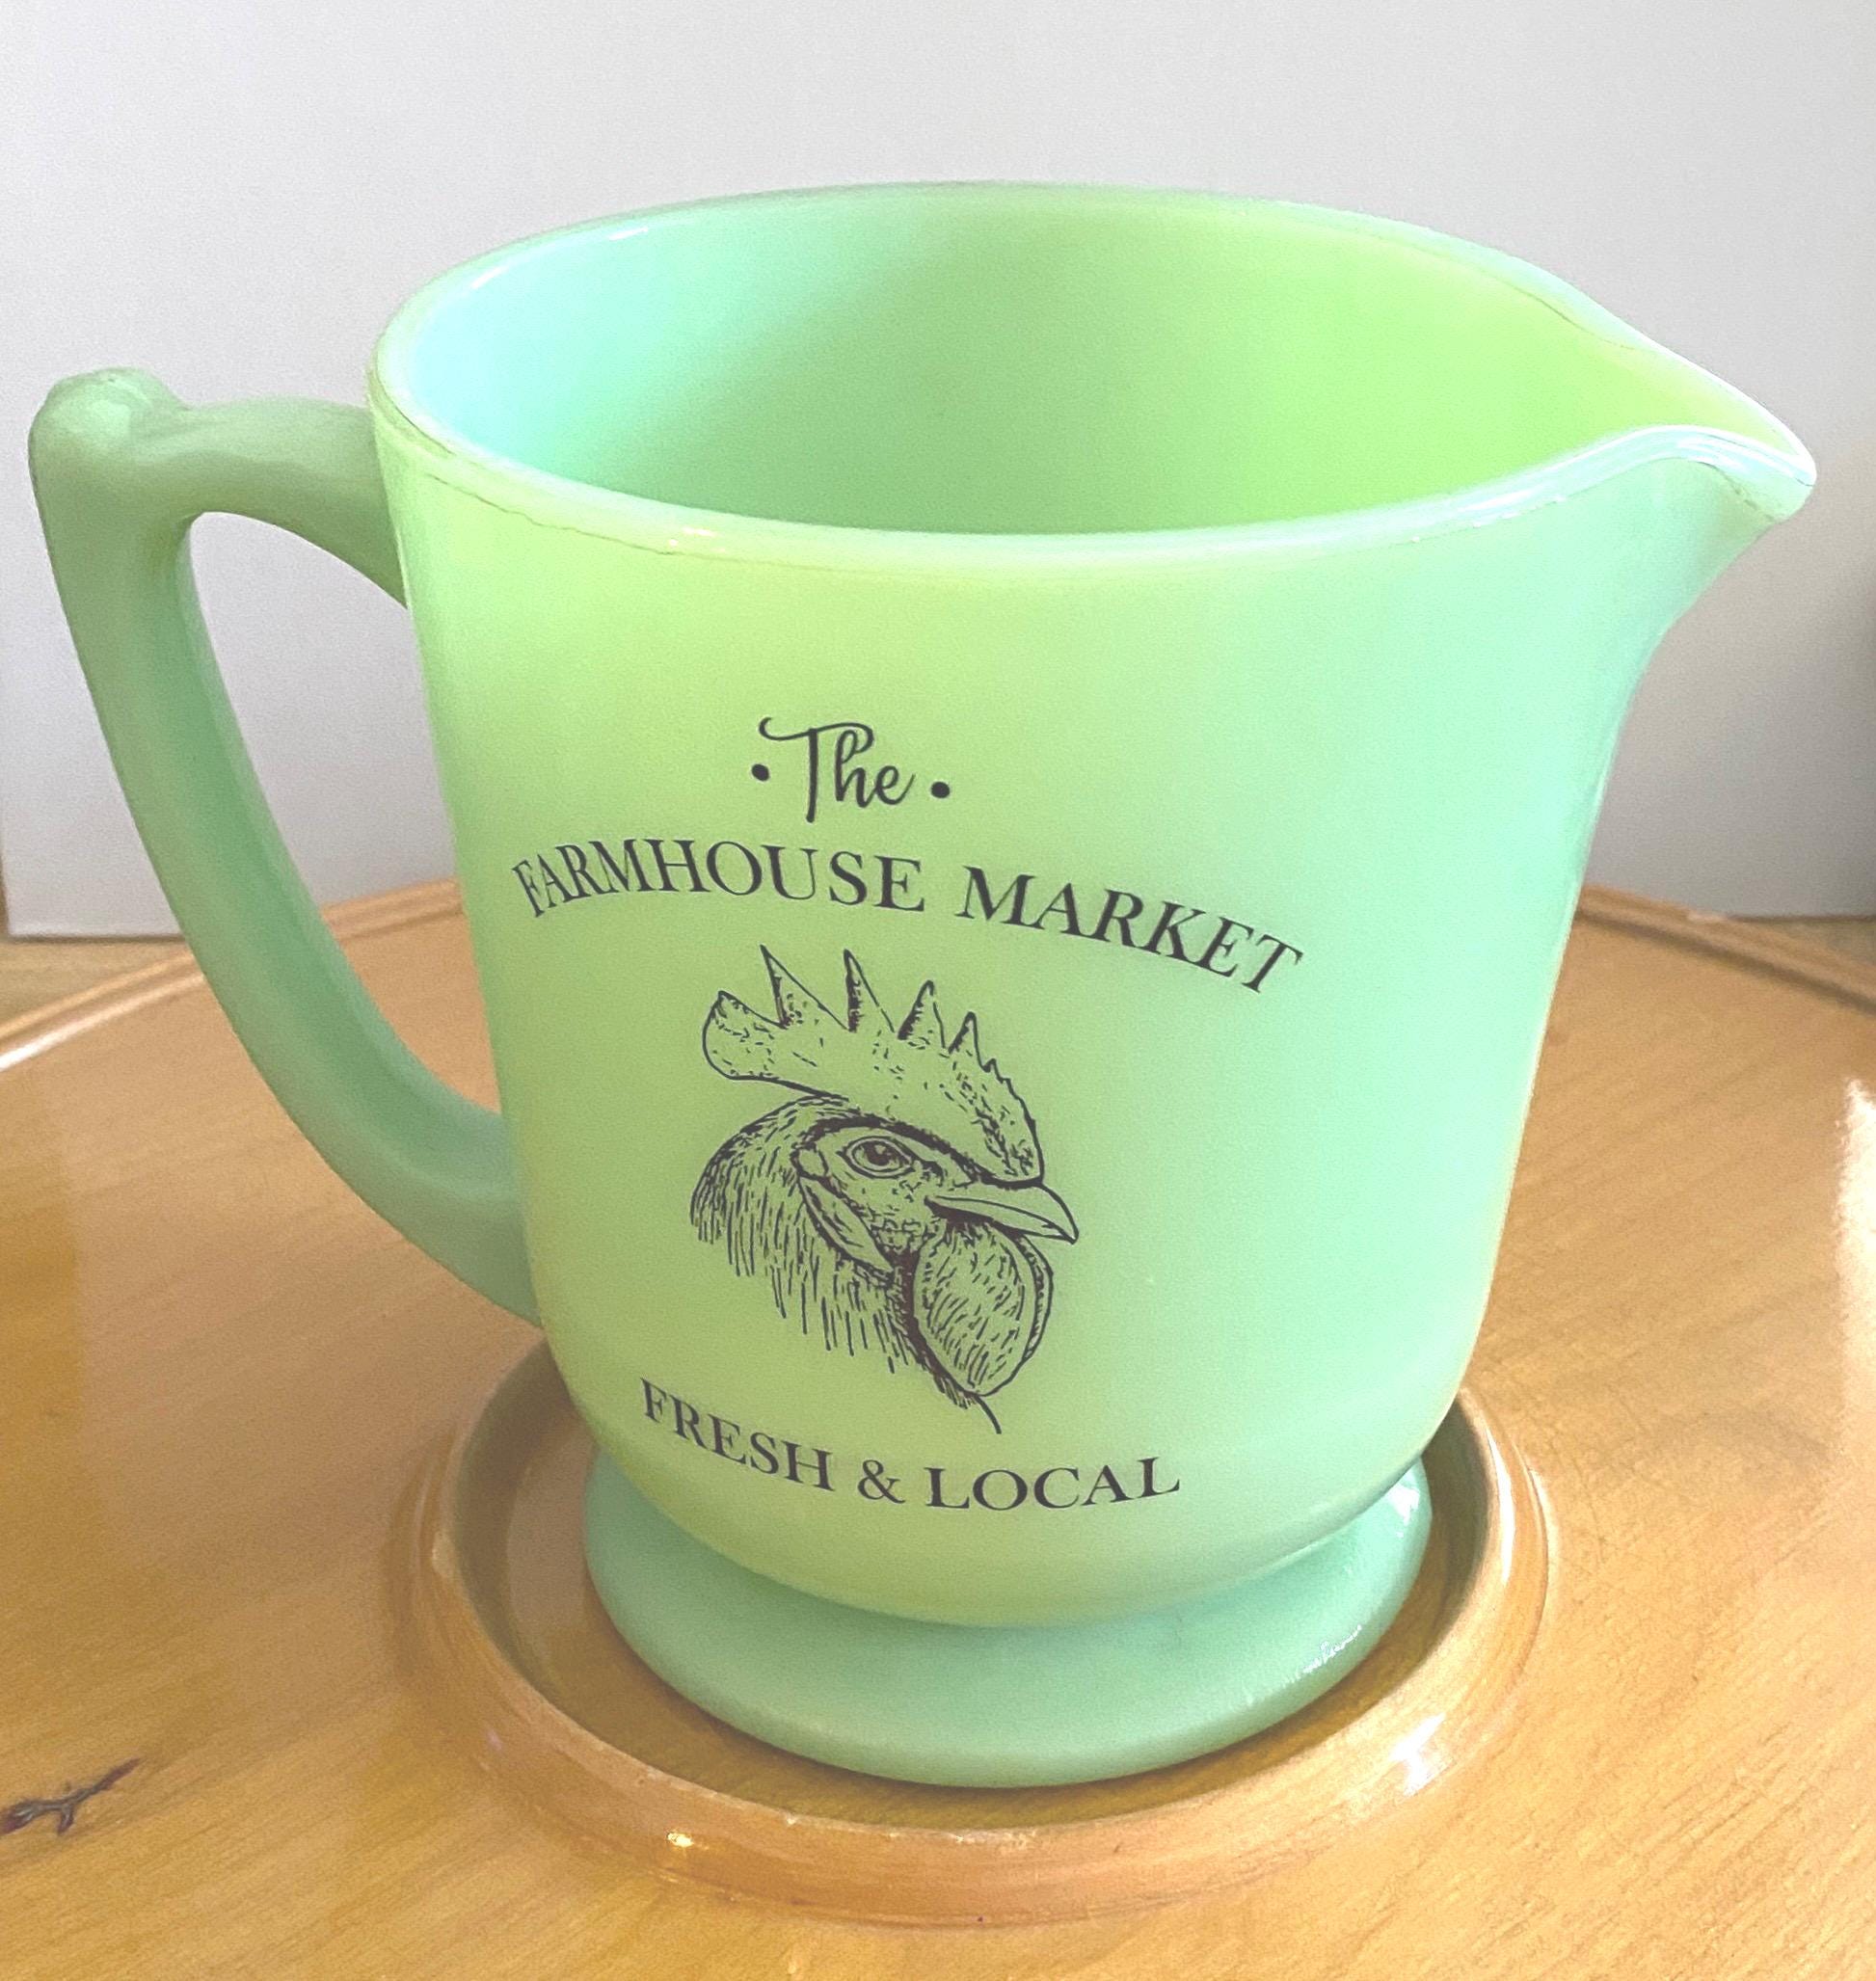 • The •
FARMHOUSE MARKET
FRESH & LOCAL